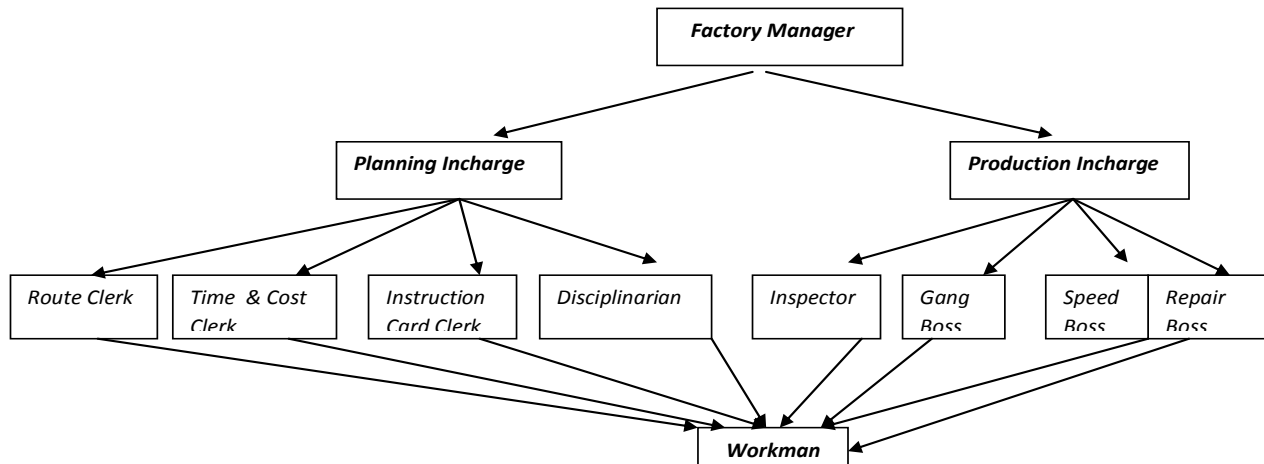 Factory Manager
Planning Incharge
Production Incharge
Route Clerk
Time & Cost
Clerk
Instruction
Card Clerk
Disciplinarian
Inspector
Gang
Boss
Speed
Boss
Repair
Boss
Workman